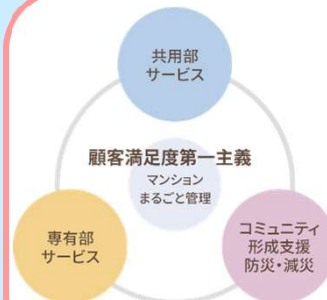 共用部
サービス
顧客満足度第一主義
マンション
まるごと管理
専有部
サービス
コミュニティ
形成支援
防災・減災